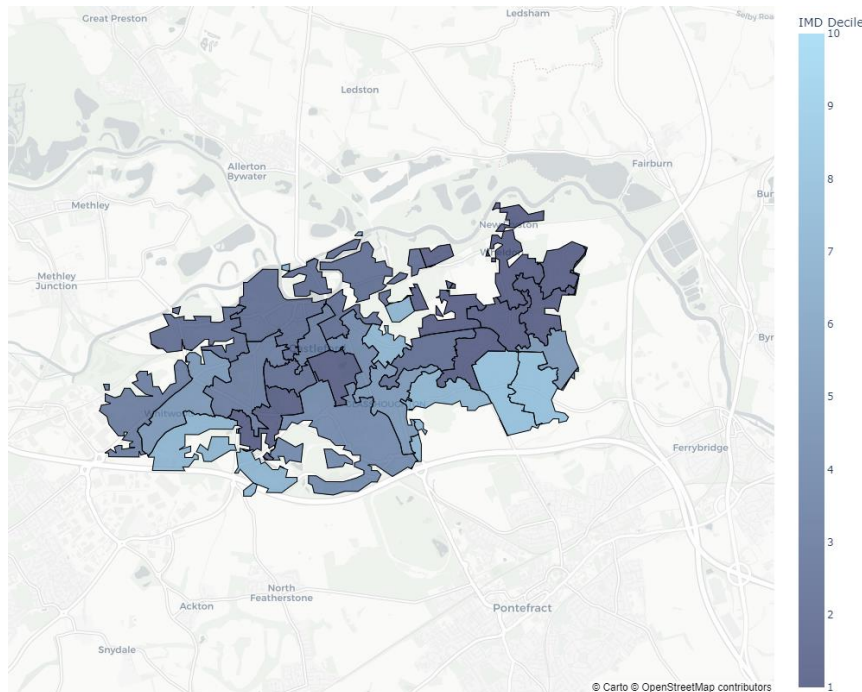 Great Preston
Ledsham
Selby Road
IMD Decile
10
Ledston
9
Allerton
Bywater
Fairburn
8
Methley
7
Methley
Junction
6
5
Whitwood
4
Ferrybridge
3
North
Featherstone
Ackton
Pontefract
2
Snydale
© Carto © OpenStreetMap contributors
1